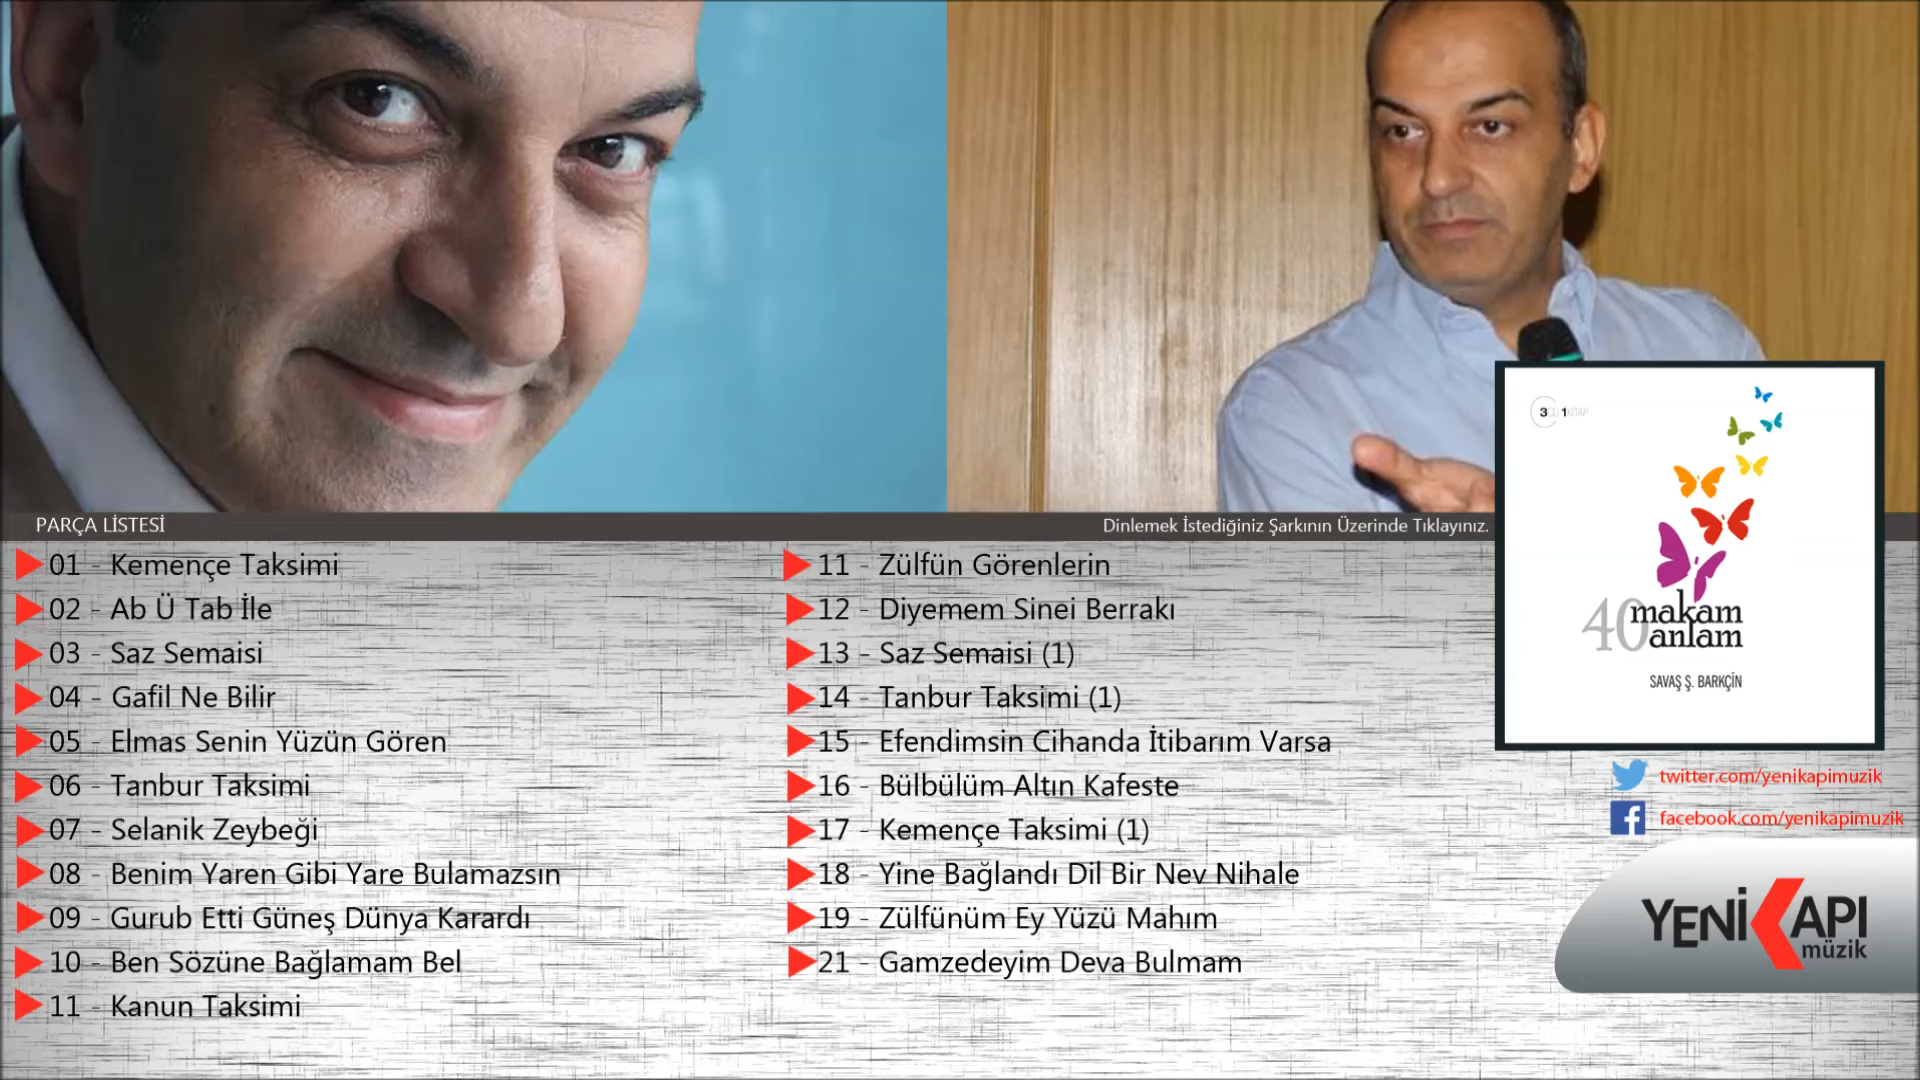 PARÇA LİSTESİ
Dinlemek İstediğiniz Şarkının Üzerinde Tıklayınız.
01 - Kemençe Taksimi
02 - Ab Ü Tab İle
03 - Saz Semaisi
04 - Gafil Ne Bilir
05 - Elmas Senin Yüzün Gören
06 - Tanbur Taksimi
07 - Selanik Zeybeği
08 - Benim Yaren Gibi Yare Bulamazsın
09 - Gurub Etti Güneş Dünya Karardı
10 - Ben Sözüne Bağlamam Bel
11 - Kanun Taksimi
11 - Zülfün Görenlerin
12 - Diyemem Sinei Berrakı
13 - Saz Semaisi (1)
14 - Tanbur Taksimi (1)
15 - Efendimsin Cihanda İtibarım Varsa
16 - Bülbülüm Altın Kafeste
17 - Kemençe Taksimi (1)
18 - Yine Bağlandı Dil Bir Nev Nihale
19 - Zülfünüm Ey Yüzü Mahım
21 - Gamzedeyim Deva Bulmam
3CD 1KİTAP
40 makam
anlam
SAVAŞ Ş. BARKÇİN
twitter.com/yenikapimuzik
facebook.com/yenikapimuzik
YENİKAPI
müzik